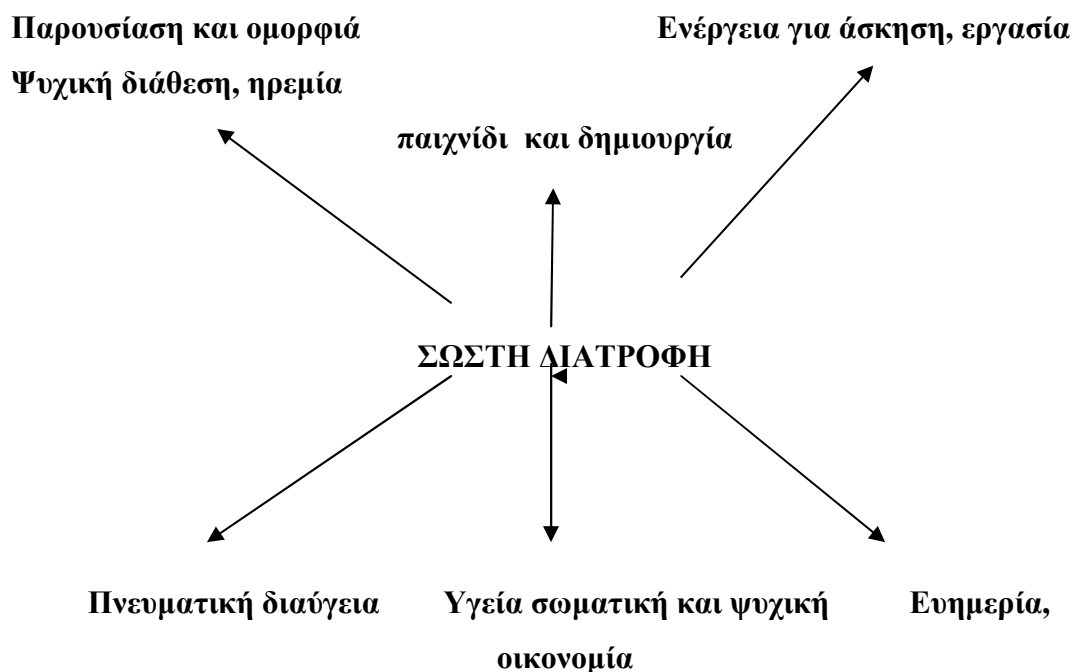 Παρουσίαση και ομορφιά Ενέργεια για άσκηση, εργασία
Ψυχική διάθεση, ηρεμία
παιχνίδι και δημιουργία
ΣΩΣΤΗ ΔΙΑΤΡΟΦΗ
Πνευματική διαύγεια Υγεία σωματική και ψυχική Ευημερία,
οικονομία